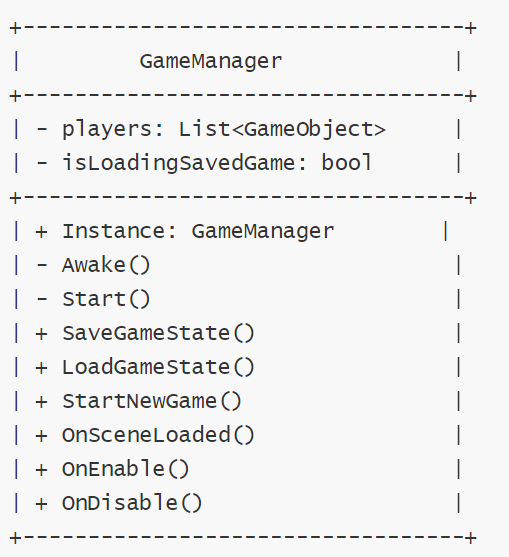 +----------------------------------+
|         GameManager             |
+----------------------------------+
| - players: List<GameObject>     |
| - isLoadingSavedGame: bool      |
+----------------------------------+
| + Instance: GameManager        |
| - Awake()                       |
| - Start()                       |
| + SaveGameState()               |
| + LoadGameState()               |
| + StartNewGame()                |
| + OnSceneLoaded()               |
| + OnEnable()                    |
| + OnDisable()                   |
+----------------------------------+